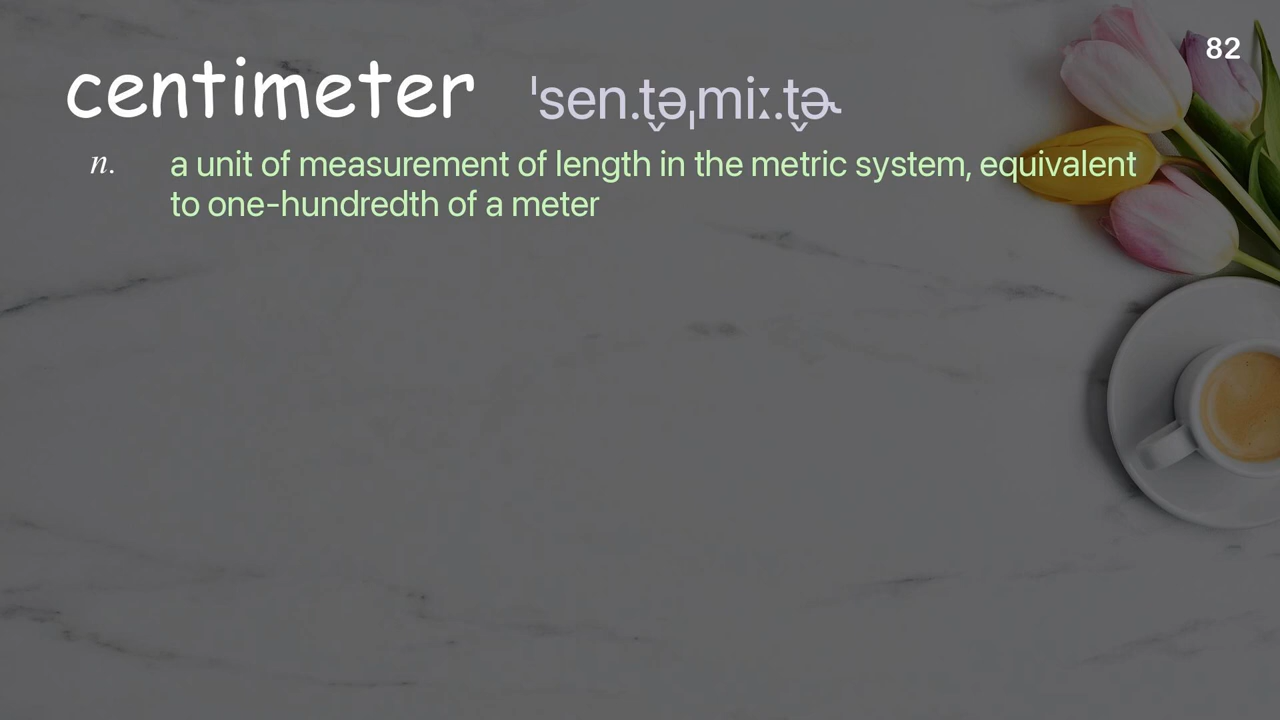 82
centimeter ˈsen.t̬əˌmiː.t̬ɚ
n. a unit of measurement of length in the metric system, equivalent
to one-hundredth of a meter